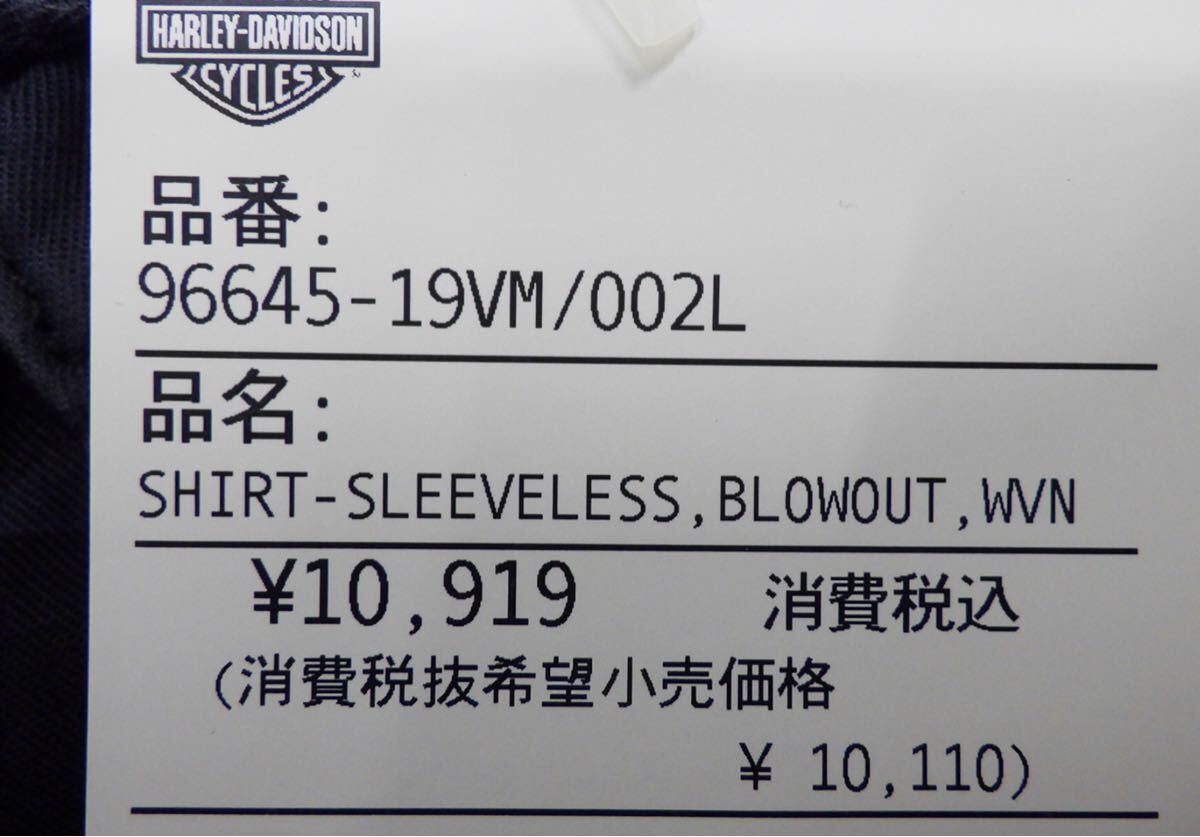 HARLEY-DAVIDSON
CYCLES
品番:
96645-19VM/002L
品名:
SHIRT-SLEEVELESS,BLOWOUT,WVN
¥10,919 消費税込
(消費税抜希望小売価格
¥ 10,110)